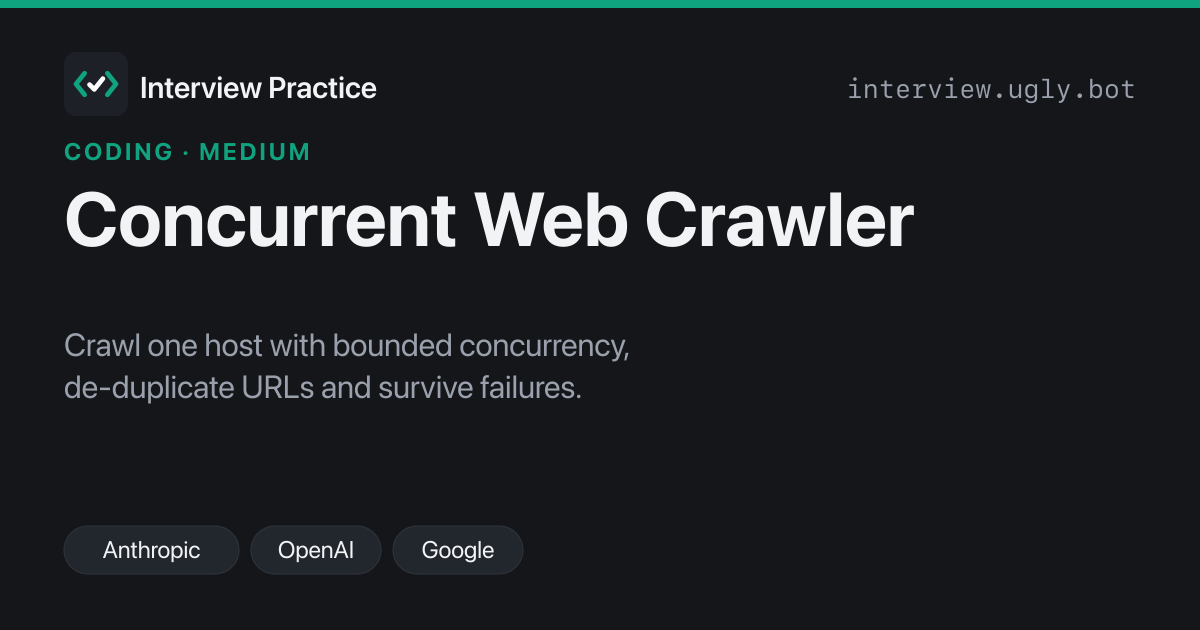 Interview Practice
interview.ugly.bot
CODING · MEDIUM
Concurrent Web Crawler
Crawl one host with bounded concurrency,
de-duplicate URLs and survive failures.
Anthropic
OpenAI
Google